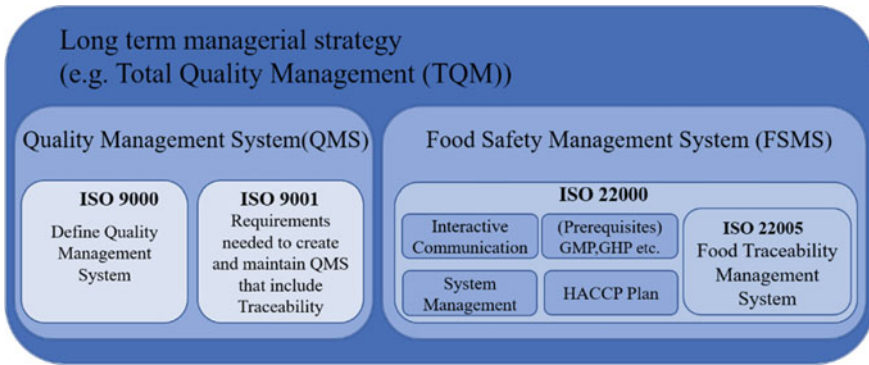 Long term managerial strategy
(e.g. Total Quality Management (TQM))
Quality Management System(QMS)
ISO 9000
Define Quality
Management
System
ISO 9001
Requirements
needed to create
and maintain QMS
that include
Traceability
Food Safety Management System (FSMS)
ISO 22000
Interactive
Communication
(Prerequisites)
GMP,GHP etc.
System
Management
HACCP Plan
ISO 22005
Food Traceability
Management
System